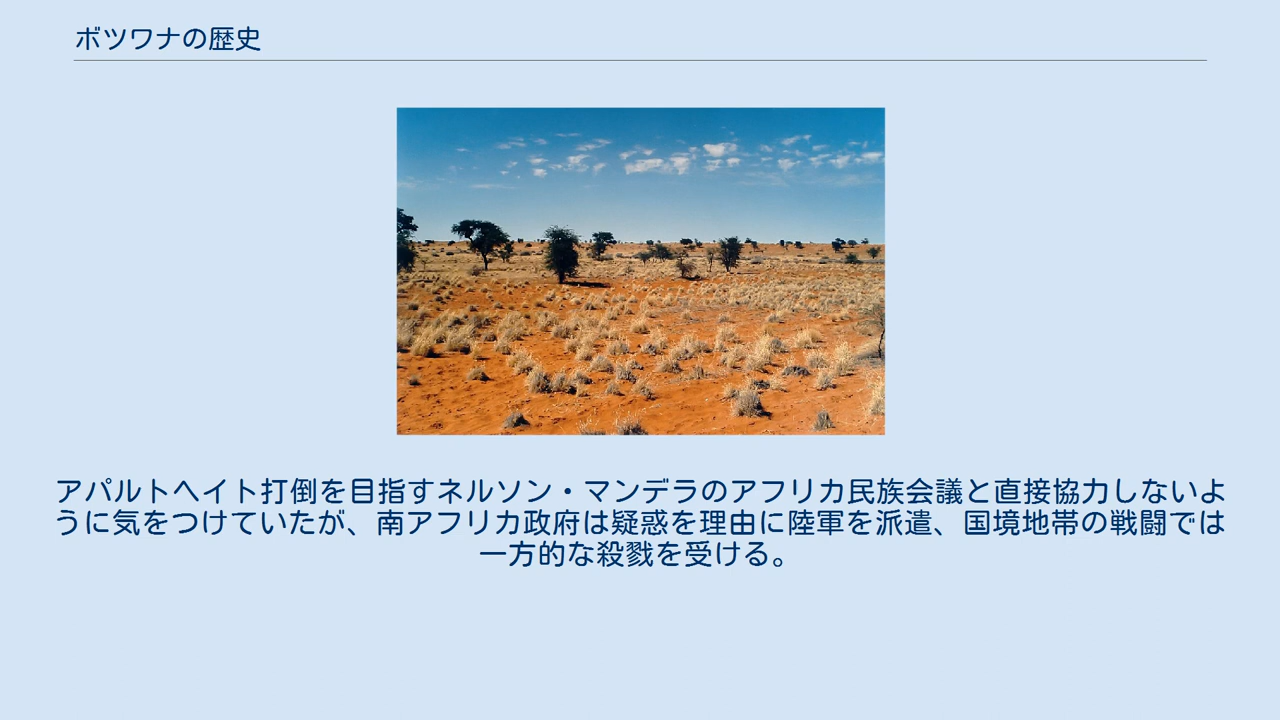 ボツワナの歴史
アパルトヘイト打倒を目指すネルソン・マンデラのアフリカ民族会議と直接協力しないよ
うに気をつけていたが、南アフリカ政府は疑惑を理由に陸軍を派遣、国境地帯の戦闘では
一方的な殺戮を受ける。